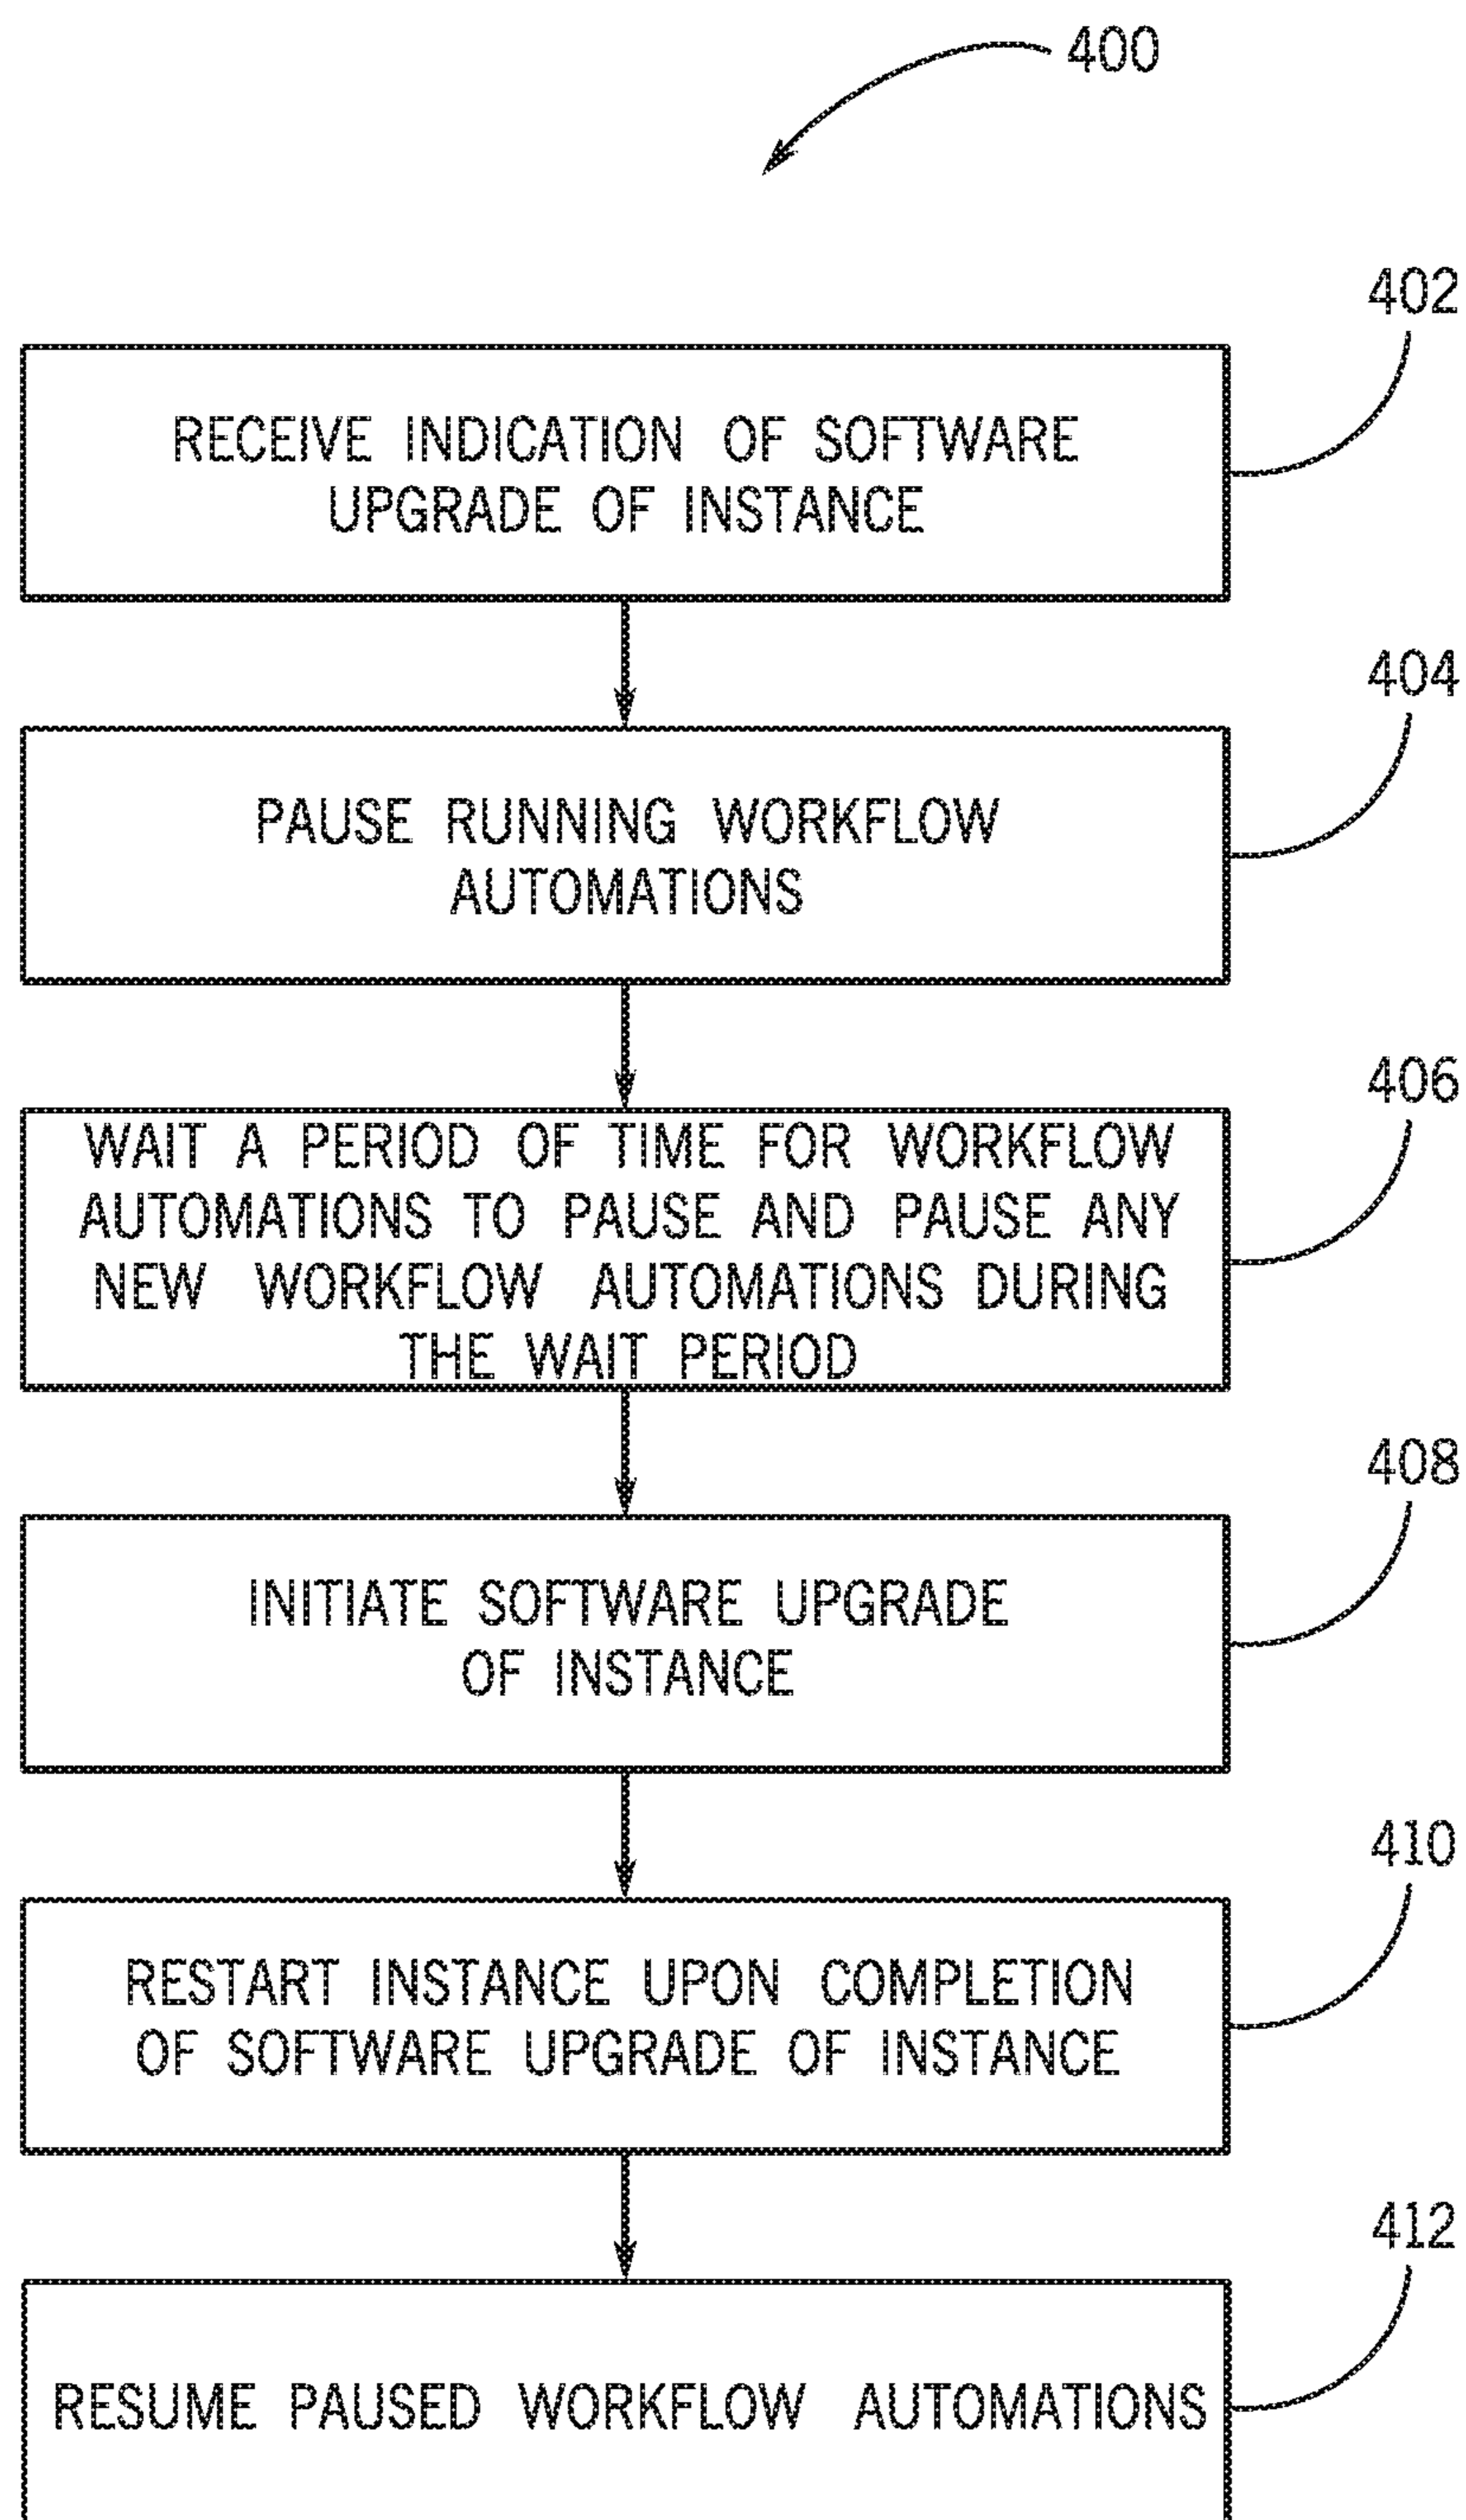 400
402
RECEIVE INDICATION OF SOFTWARE
UPGRADE OF INSTANCE
404
PAUSE RUNNING WORKFLOW
AUTOMATIONS
406
WAIT A PERIOD OF TIME FOR WORKFLOW
AUTOMATIONS TO PAUSE AND PAUSE ANY
NEW WORKFLOW AUTOMATIONS DURING
THE WAIT PERIOD
408
INITIATE SOFTWARE UPGRADE
OF INSTANCE
410
RESTART INSTANCE UPON COMPLETION
OF SOFTWARE UPGRADE OF INSTANCE
412
RESUME PAUSED WORKFLOW AUTOMATIONS